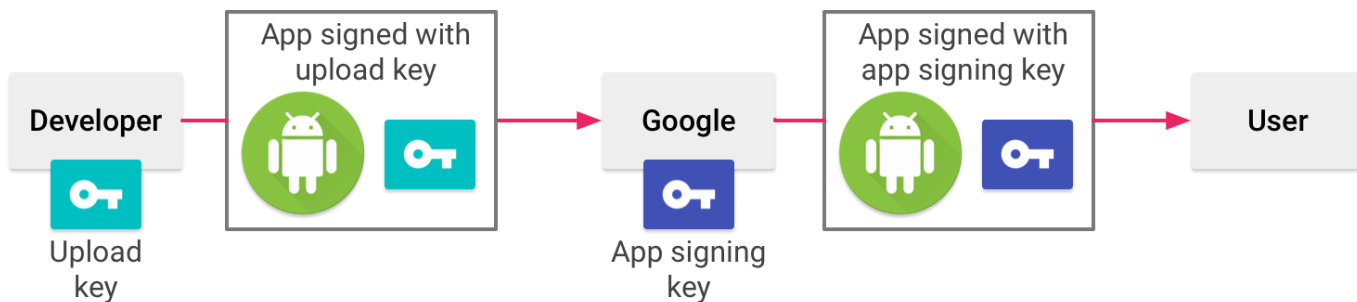 App signed with
upload key
App signed with
app signing key
Developer
Google
User
Upload
key
App signing
key